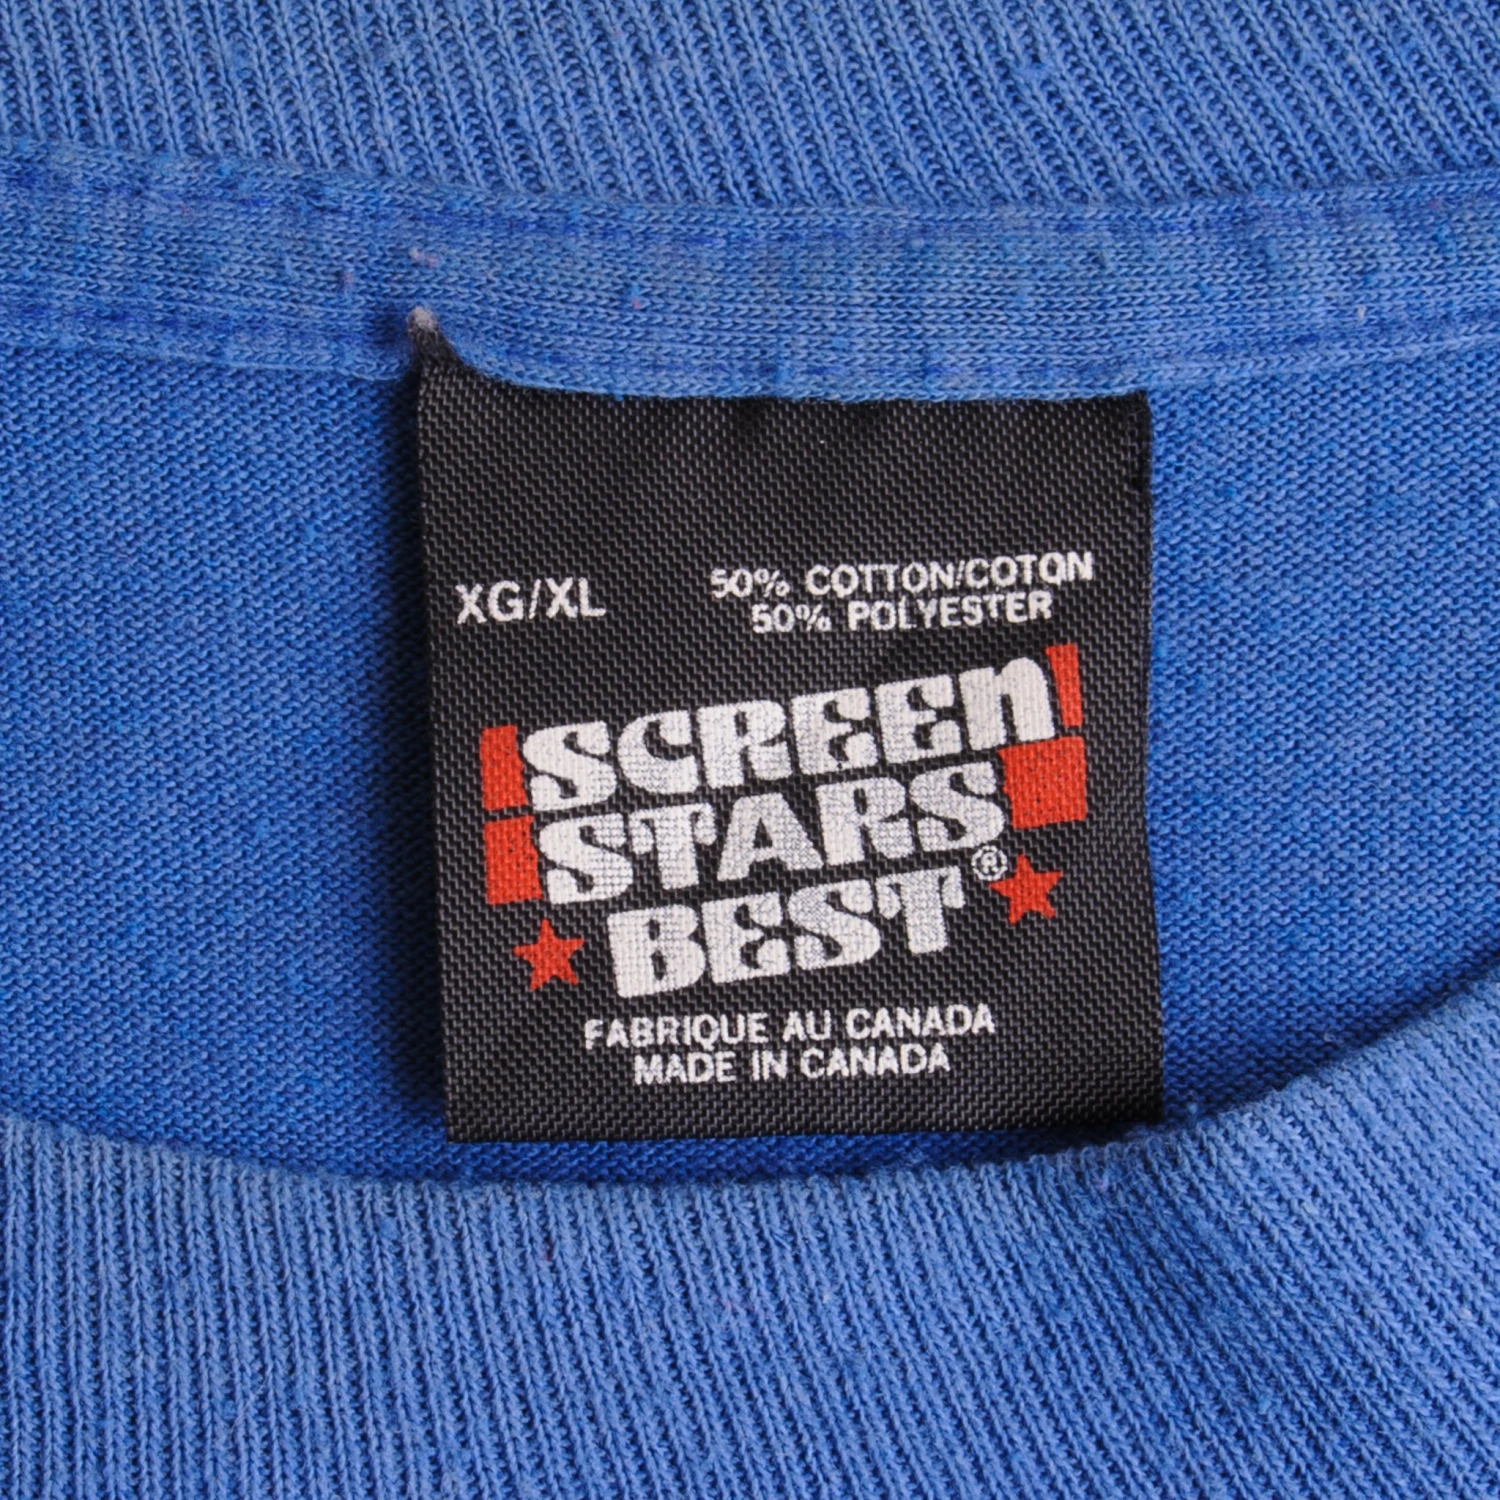 XG/XL
50% COTTON/COTON
50% POLYESTER
SCREEN
STARS
BEST®
FABRIQUE AU CANADA
MADE IN CANADA